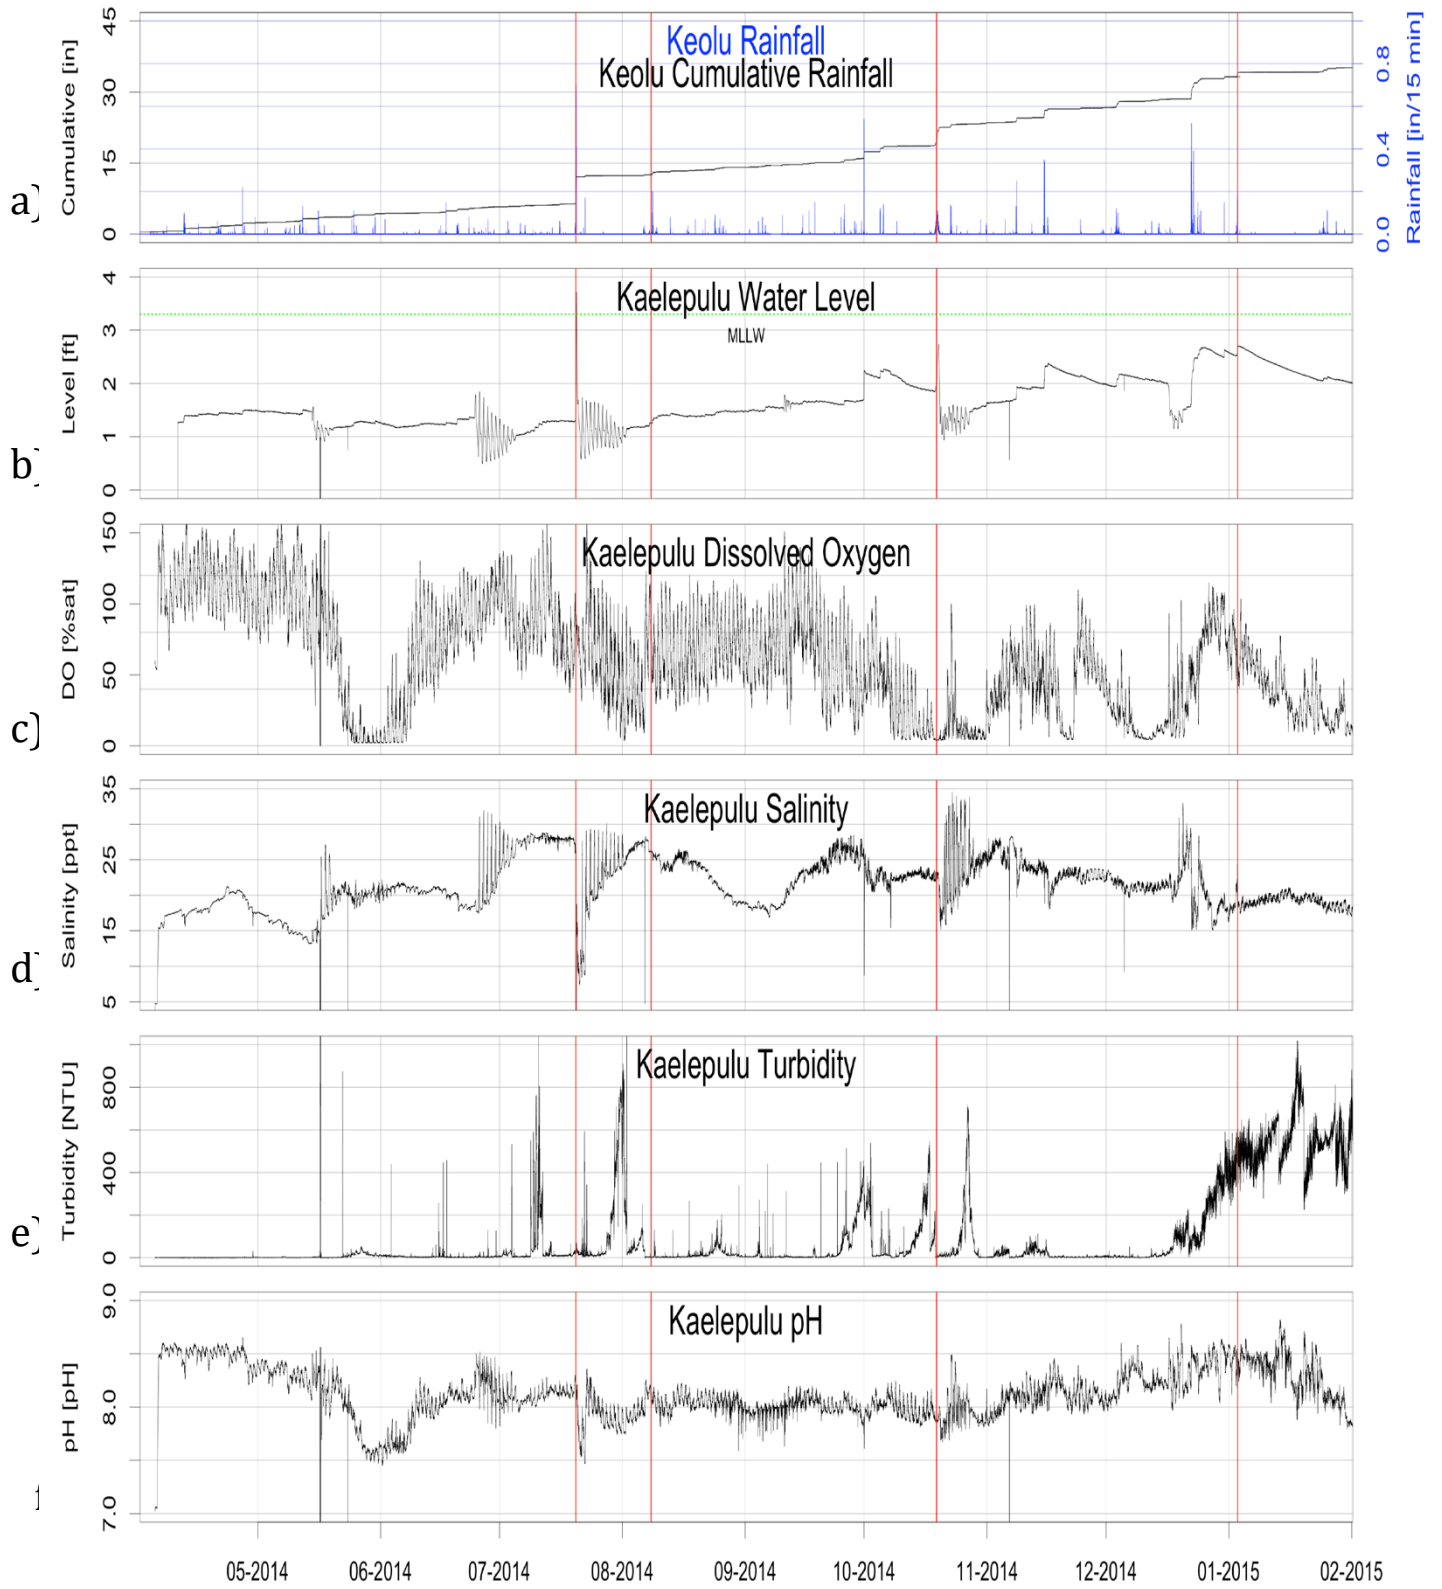 Keolu Rainfall
Keolu Cumulative Rainfall
Cumulative [in]
0 15 30 45
Rainfall [in/15 min]
0.0 0.4 0.8
a)
Kaelepulu Water Level
MLLW
Level [ft]
0 1 2 3 4
b)
Kaelepulu Dissolved Oxygen
DO [%sat]
0 50 100 150
c)
Kaelepulu Salinity
Salinity [ppt]
5 15 25 35
d)
Kaelepulu Turbidity
Turbidity [NTU]
0 400 800
e)
Kaelepulu pH
pH [pH]
7.0 8.0 9.0
05-2014 06-2014 07-2014 08-2014 09-2014 10-2014 11-2014 12-2014 01-2015 02-2015